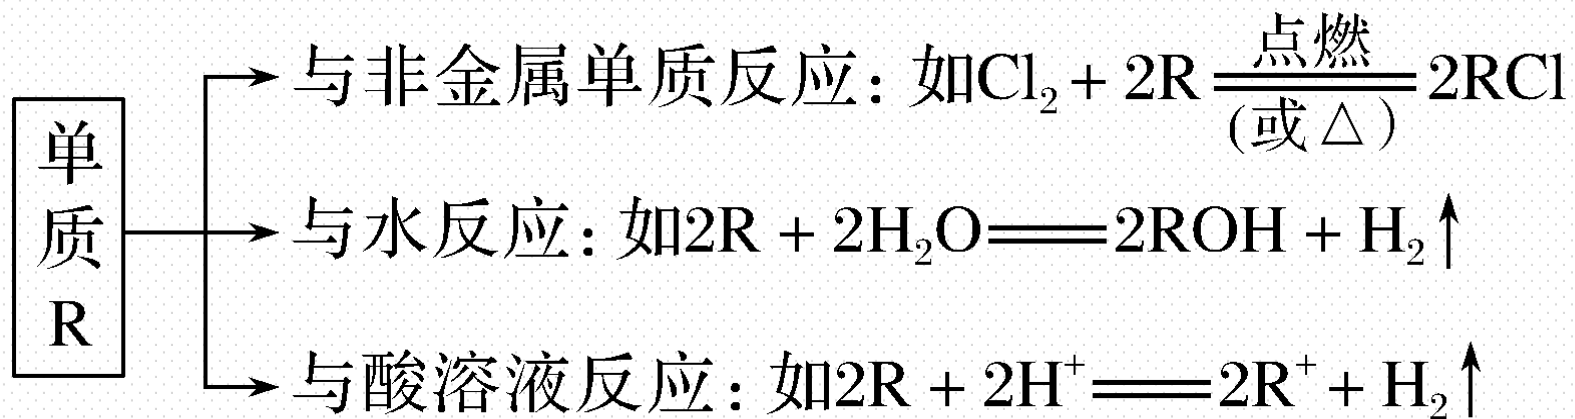 单质R
与非金属单质反应：如Cl₂ + 2R 点燃(或△) 2RCl
与水反应：如2R + 2H₂O══2ROH + H₂↑
与酸溶液反应：如2R + 2H⁺══2R⁺ + H₂↑